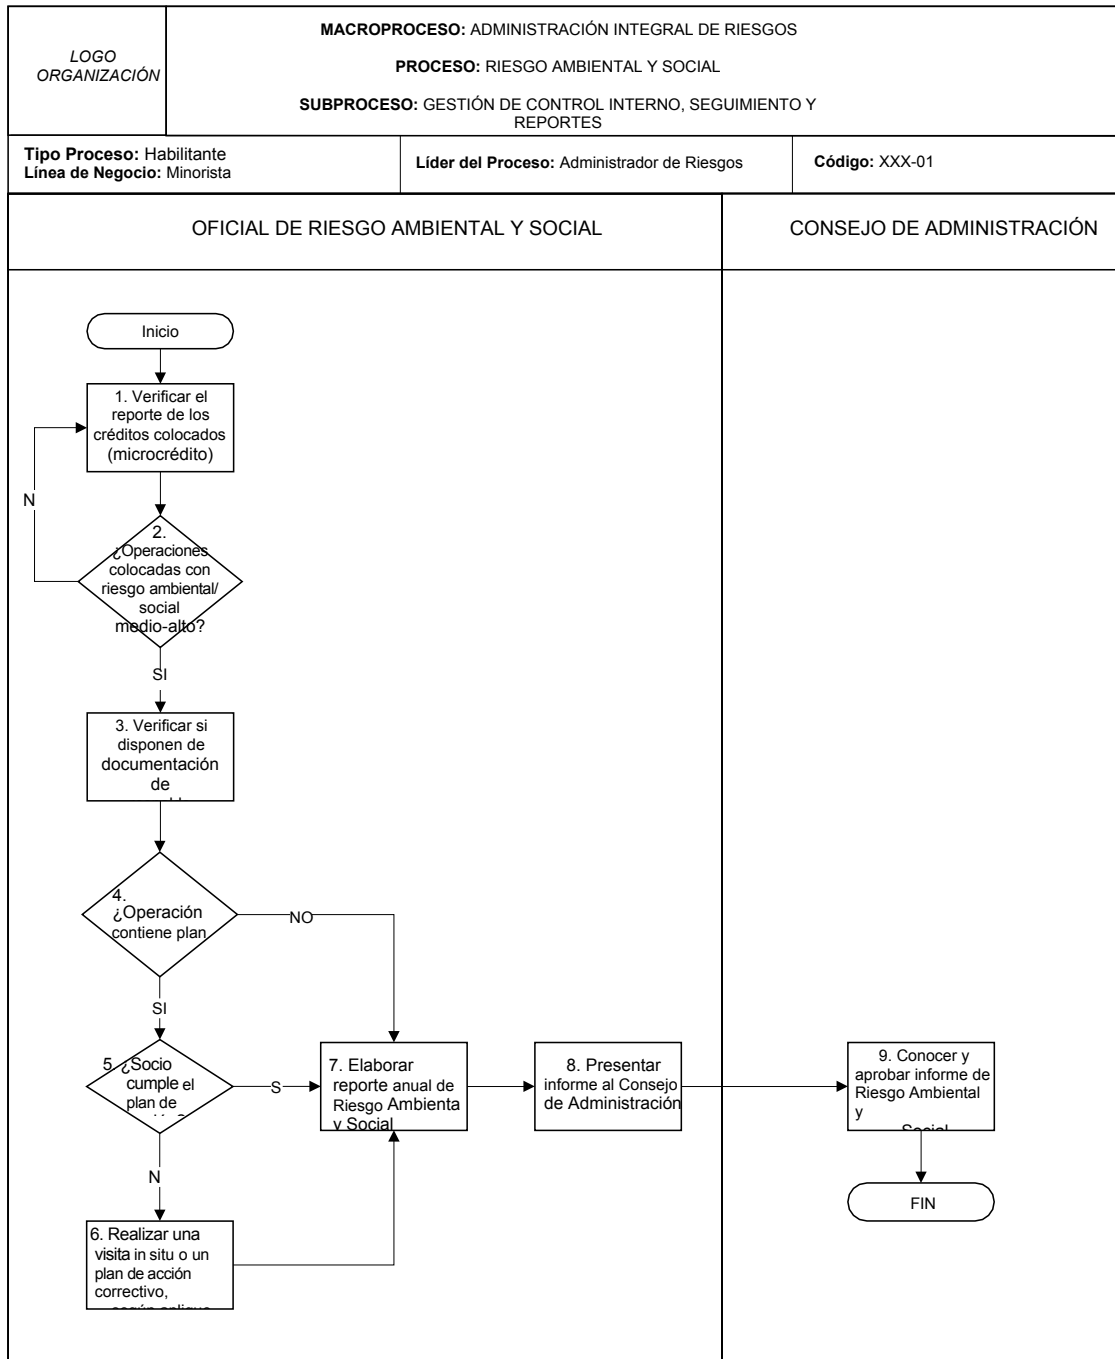 LOGO
ORGANIZACIÓN
MACROPROCESO: ADMINISTRACIÓN INTEGRAL DE RIESGOS
PROCESO: RIESGO AMBIENTAL Y SOCIAL
SUBPROCESO: GESTIÓN DE CONTROL INTERNO, SEGUIMIENTO Y
REPORTES
Tipo Proceso: Habilitante
Línea de Negocio: Minorista
Líder del Proceso: Administrador de Riesgos
Código: XXX-01
OFICIAL DE RIESGO AMBIENTAL Y SOCIAL
CONSEJO DE ADMINISTRACIÓN
Inicio
1. Verificar el
reporte de los
créditos colocados
(microcrédito)
N
2.
¿Operaciones
colocadas con
riesgo ambiental/
social
medio-alto?
SI
3. Verificar si
disponen de
documentación
de
4.
¿Operación
contiene plan
NO
SI
5. ¿Socio
cumple el
plan de
S
N
6. Realizar una
visita in situ o un
plan de acción
correctivo,
según aplique
7. Elaborar
reporte anual de
Riesgo Ambienta
y Social
8. Presentar
informe al Consejo
de Administración
9. Conocer y
aprobar informe de
Riesgo Ambiental
y
Social
FIN